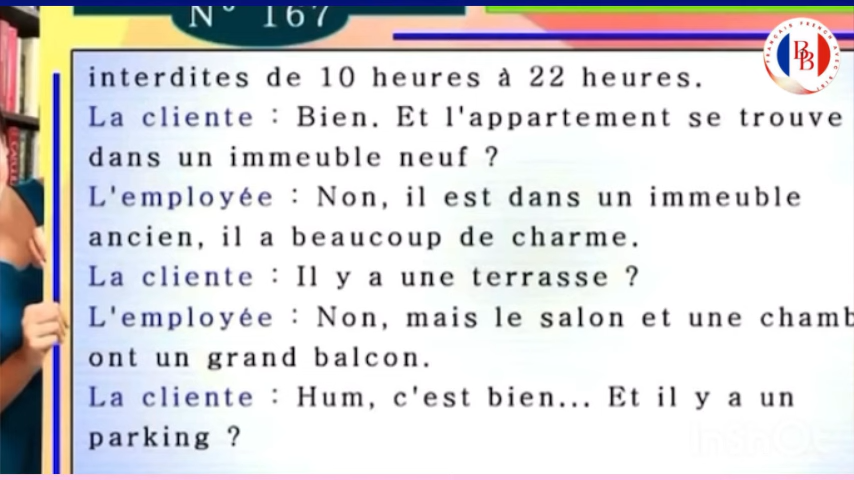 N° 167
interdites de 10 heures à 22 heures.
La cliente : Bien. Et l'appartement se trouve
dans un immeuble neuf ?
L'employée : Non, il est dans un immeuble
ancien, il a beaucoup de charme.
La cliente : Il y a une terrasse ?
L'employée : Non, mais le salon et une chamb
ont un grand balcon.
La cliente : Hum, c'est bien... Et il y a un
parking ?